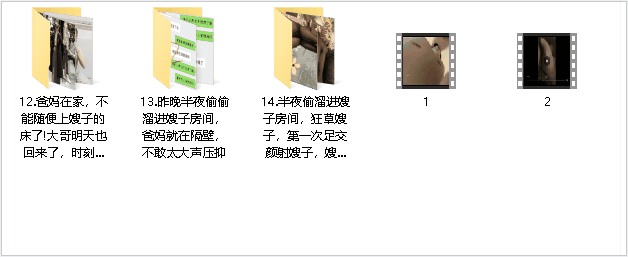 12.爸妈在家，不
能随便上嫂子的
床了!大哥明天也
回来了，时刻...
13.昨晚半夜偷偷
溜进嫂子房间，
爸妈就在隔壁，
不敢太大声压抑
14.半夜偷溜进嫂
子房间，狂草嫂
子，第一次足交
颜射嫂子，嫂...
1
2